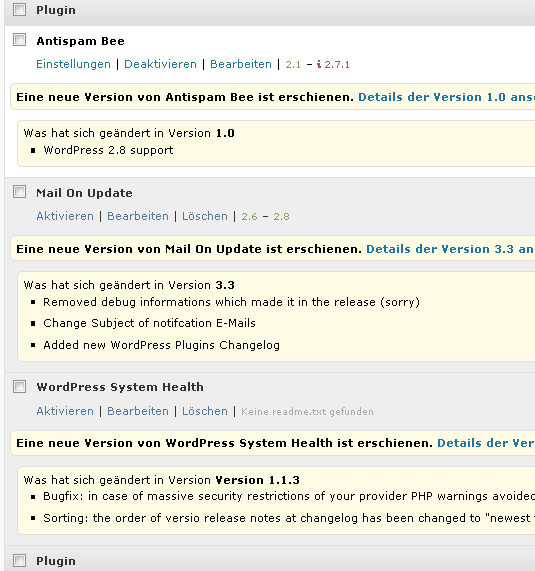 Plugin
Antispam Bee
Einstellungen | Deaktivieren | Bearbeiten | 2.1 – 2.7.1
Eine neue Version von Antispam Bee ist erschienen. Details der Version 1.0
Was hat sich geändert in Version 1.0
WordPress 2.8 support
Mail On Update
Aktivieren | Bearbeiten | Löschen | 2.6 – 2.8
Eine neue Version von Mail On Update ist erschienen. Details der Version 3.3
Was hat sich geändert in Version 3.3
Removed debug informations which made it in the release (sorry)
Change Subject of notifcation E-Mails
Added new WordPress Plugins Changelog
WordPress System Health
Aktivieren | Bearbeiten | Löschen | Keine readme.txt gefunden
Eine neue Version von WordPress System Health ist erschienen. Details der
Was hat sich geändert in Version Version 1.1.3
Bugfix: in case of massive security restrictions of your provider PHP warnings avoided
Sorting: the order of versio release notes at changelog has been changed to "newest
Plugin